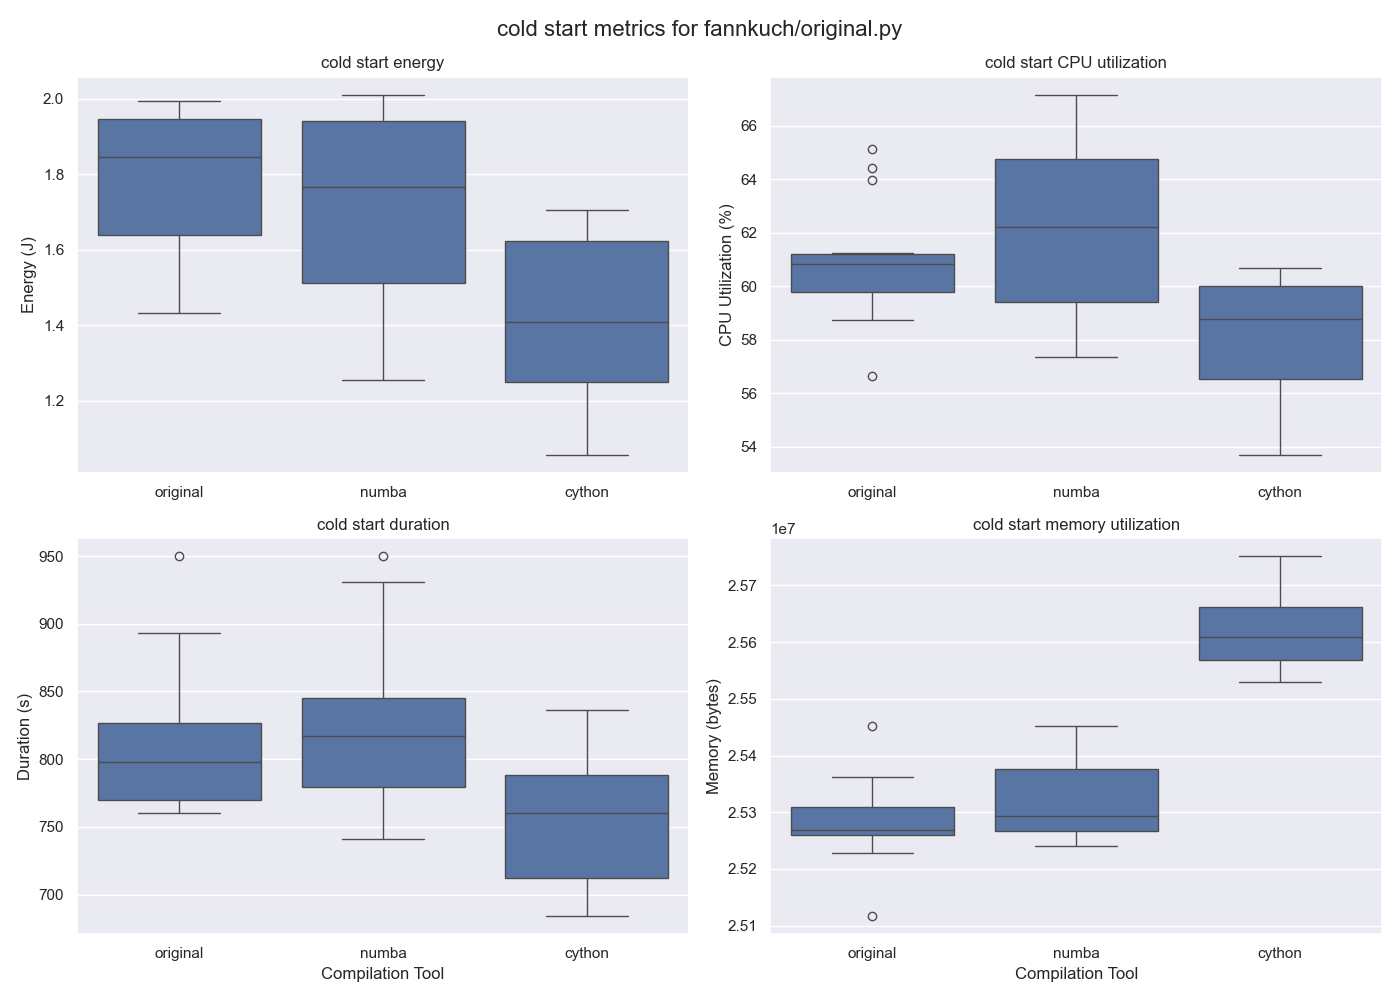 cold start metrics for fannkuch/original.py
cold start energy
Energy (J)
2.0
1.8
1.6
1.4
1.2
original numba cython
cold start CPU utilization
CPU Utilization (%)
66
64
62
60
58
56
54
original numba cython
cold start duration
Duration (s)
950
900
850
800
750
700
original numba cython
Compilation Tool
cold start memory utilization
1e7
Memory (bytes)
2.57
2.56
2.55
2.54
2.53
2.52
2.51
original numba cython
Compilation Tool